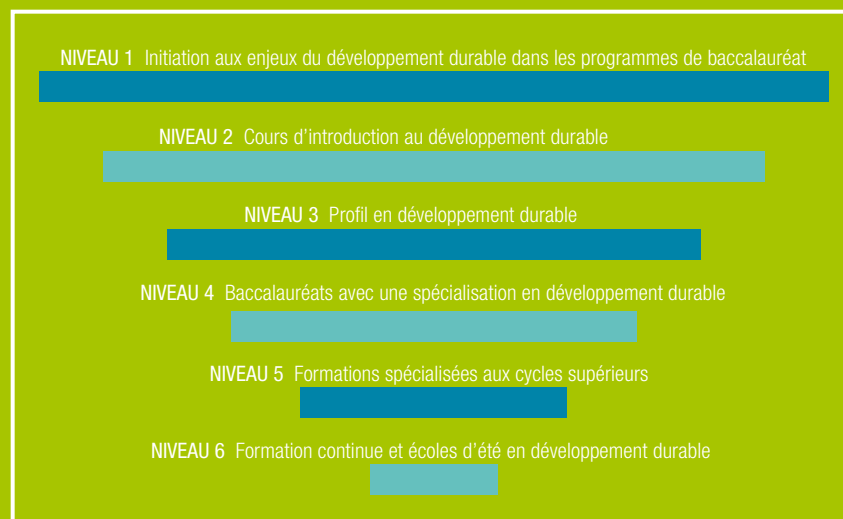 NIVEAU 1 Initiation aux enjeux du développement durable dans les programmes de baccalauréat
NIVEAU 2 Cours d’introduction au développement durable
NIVEAU 3 Profil en développement durable
NIVEAU 4 Baccalauréats avec une spécialisation en développement durable
NIVEAU 5 Formations spécialisées aux cycles supérieurs
NIVEAU 6 Formation continue et écoles d’été en développement durable